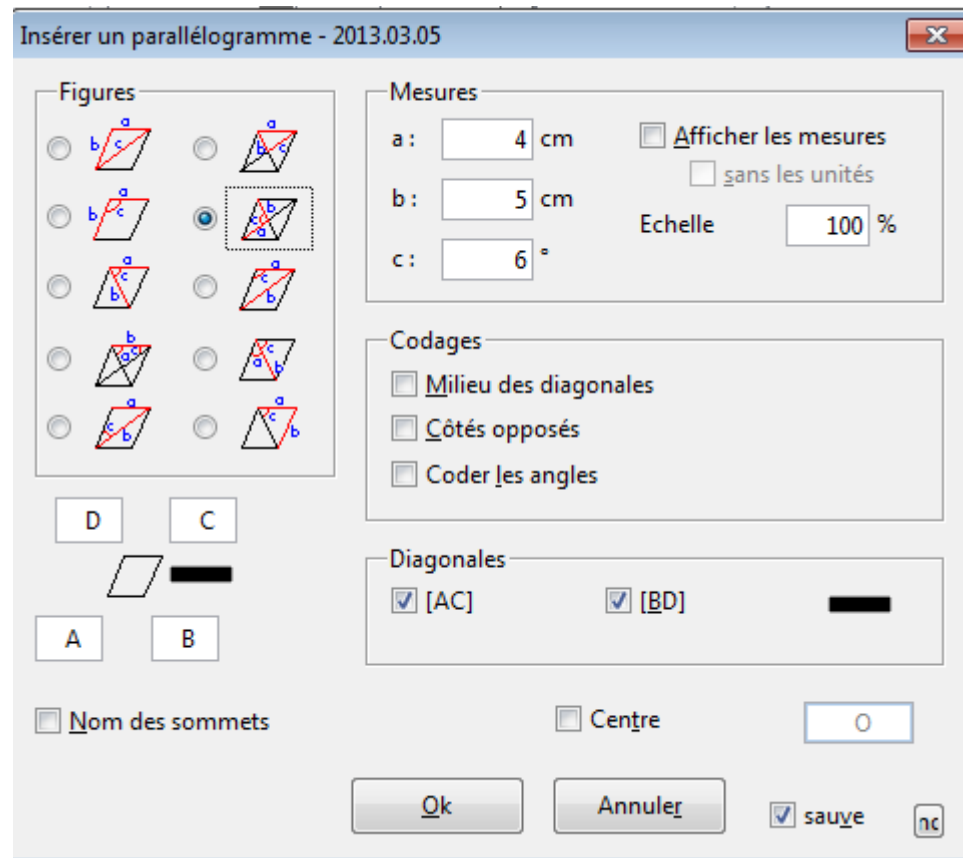 Insérer un parallélogramme - 2013.03.05
Figures
a
b c
a
b c
a
b c
b
c a
a
c
b
a
c
b
b
a c
c
a b
a
c
b
a
c
b
D C
A B
Nom des sommets
Mesures
a : 4 cm
b : 5 cm
c : 6 °
Afficher les mesures
sans les unités
Echelle 100 %
Codages
Milieu des diagonales
Côtés opposés
Coder les angles
Diagonales
[AC] [BD]
Centre O
Ok Annuler sauve